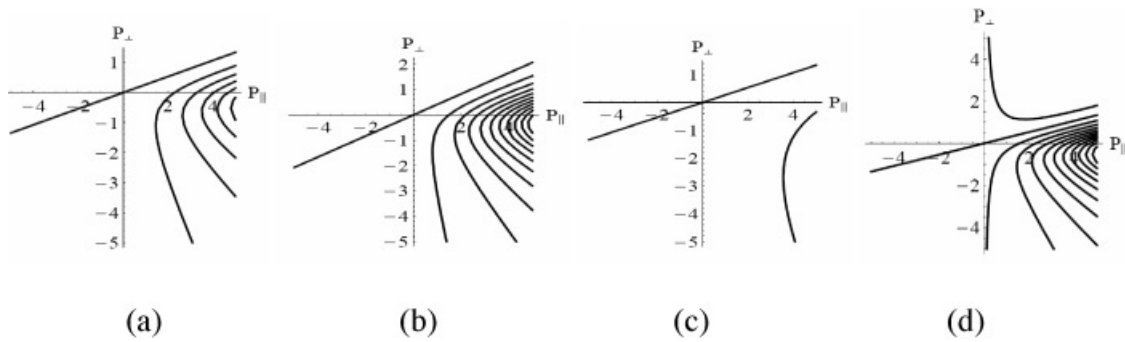 P⊥ P⊥ P⊥ P⊥
1 2 1 4
−4 −2 2 4 P∥ 1 −4 −2 2 4 P∥ 2
−1 −4 −2 2 4 P∥ −1 −4 −2 2 4 P∥
−2 −1 −2 −2
−3 −2 −3 −4
−4 −3 −4
−5 −4 −5
−5
(a) (b) (c) (d)